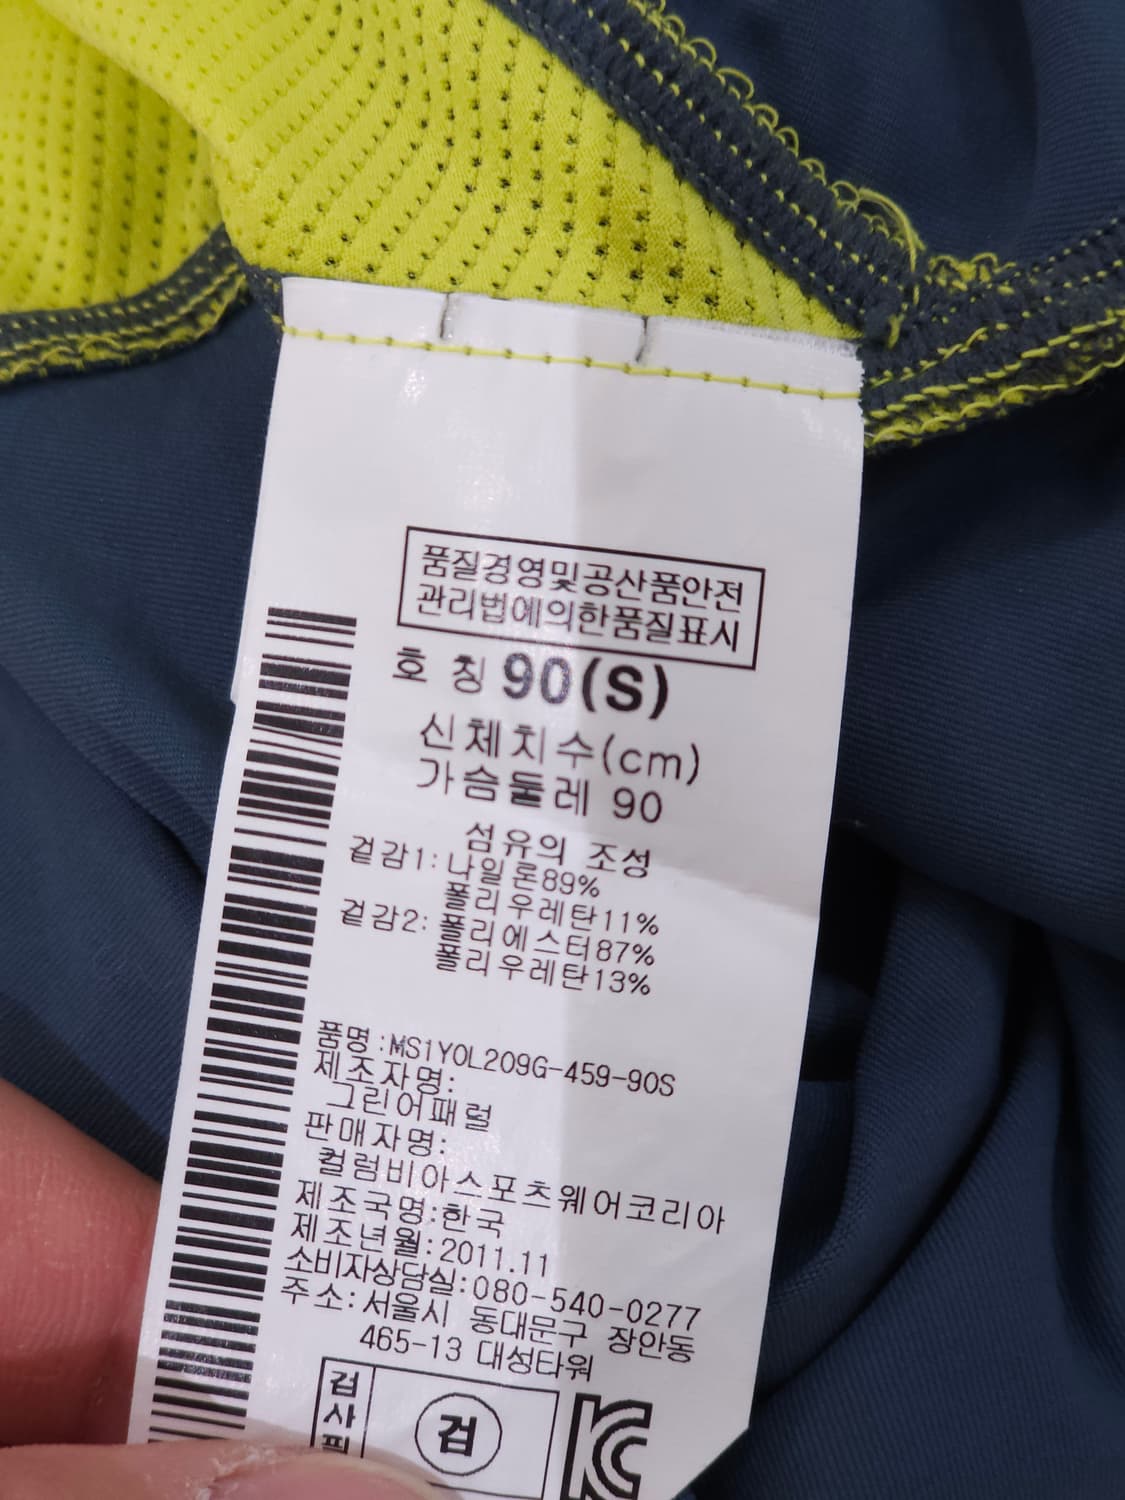 품질경영및공산품안전
관리법에의한품질표시
호 칭 90(S)
신체치수(cm)
가슴둘레 90
섬유의 조성
겉감1: 나일론89%
폴리우레탄11%
겉감2: 폴리에스터87%
폴리우레탄13%
품명:MS1YOL209G-459-90S
제조자명:
그린어패럴
판매자명:
컬럼비아스포츠웨어코리아
제조국명:한국
제조년월:2011.11
소비자상담실:080-540-0277
주소:서울시 동대문구 장안동
465-13 대성타워
검사필
검
KC